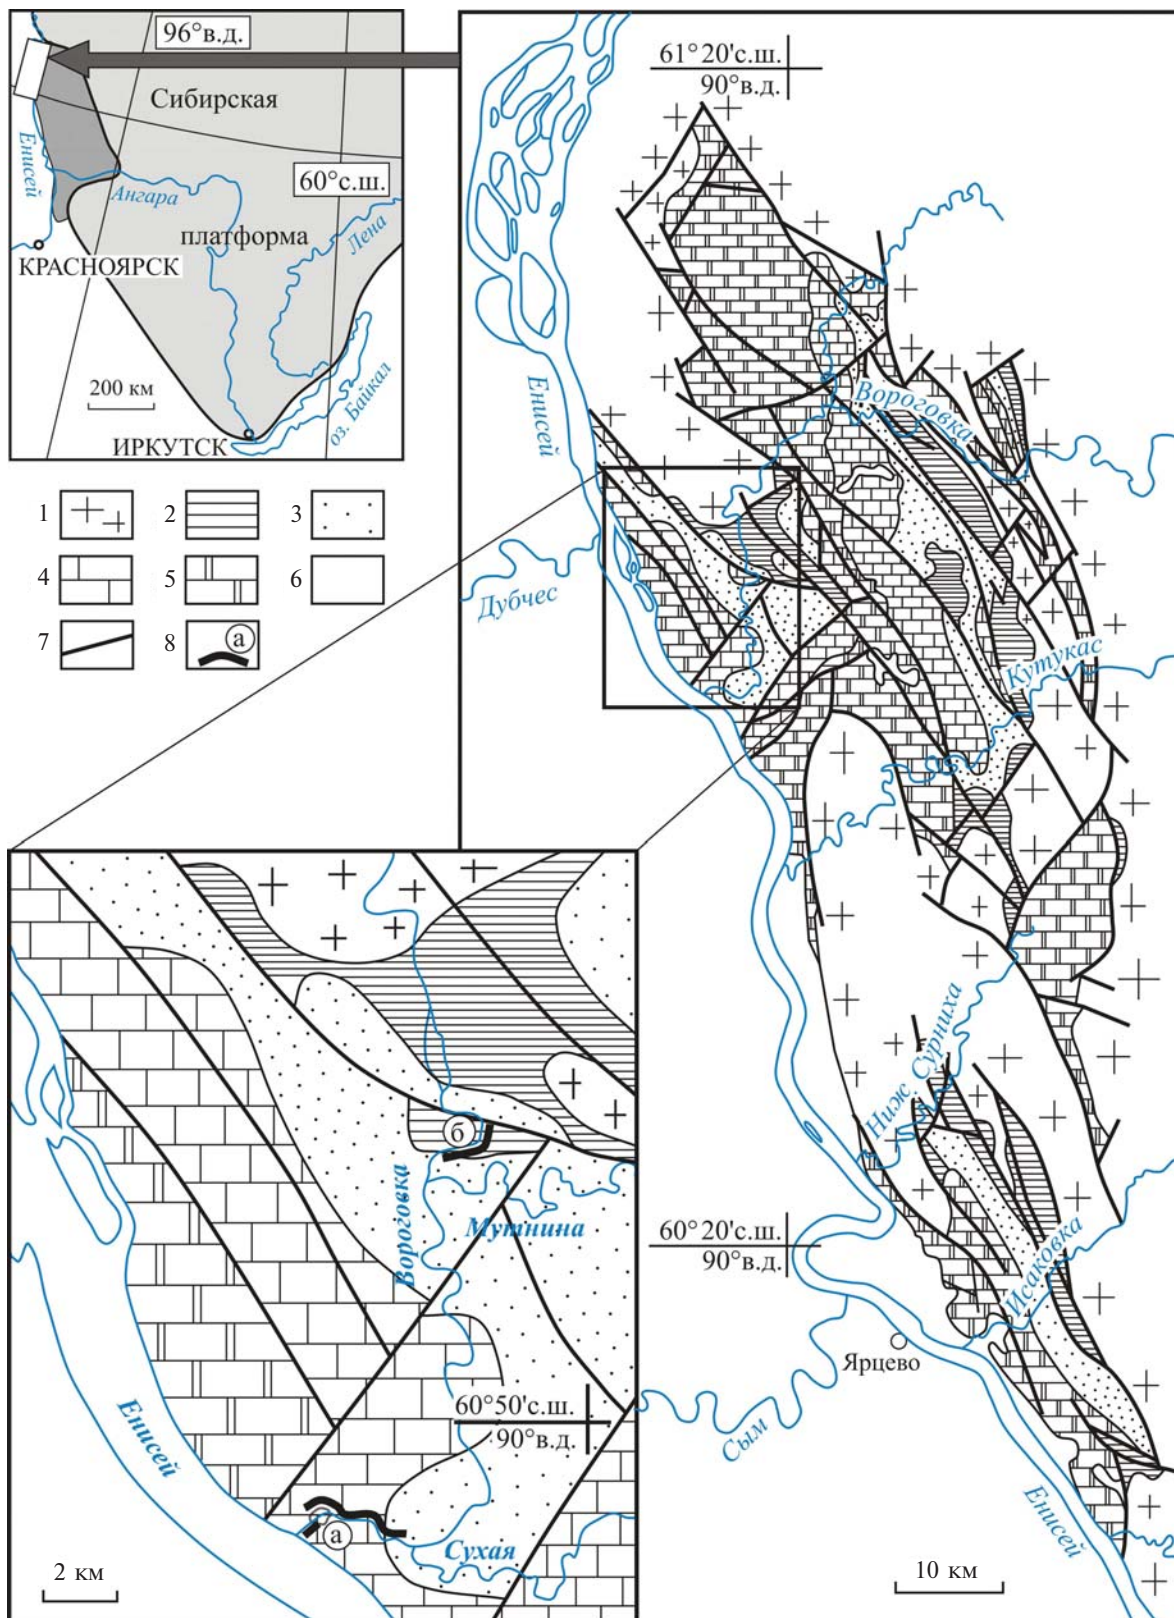 96°в.д.
Сибирская
60°с.ш.
Енисей
Ангара
платформа
Лена
КРАСНОЯРСК
200 км
ИРКУТСК
оз. Байкал
1
2
3
4
5
6
7
8
а
61°20'с.ш.
90°в.д.
Енисей
Вороговка
Дубчес
Кутукас
Ниж. Сурниха
60°20'с.ш.
90°в.д.
Исаковка
Ярцево
Сым
Енисей
10 км
б
Вороговка
Мутнина
60°50'с.ш.
90°в.д.
Енисей
а
Сухая
2 км